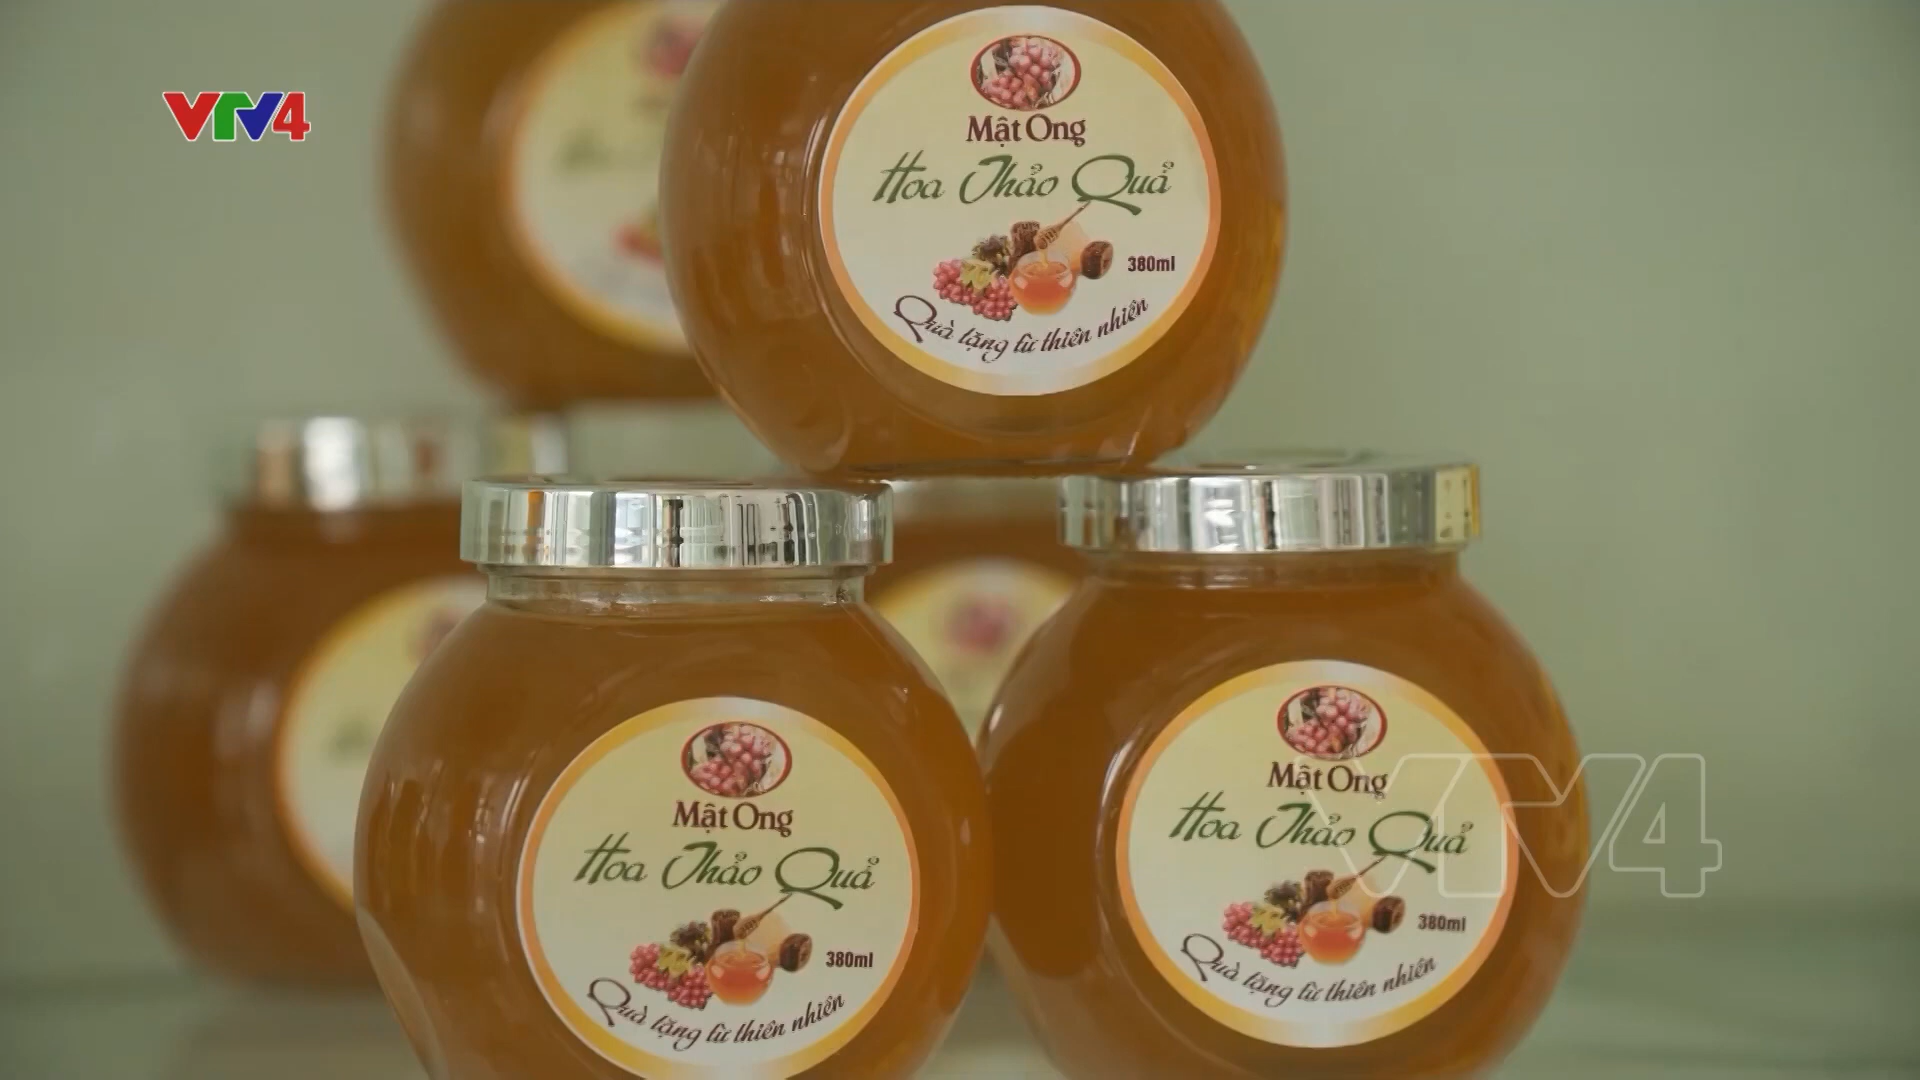 VTV4
Mật Ong
Hoa Thảo Quả
380ml
Quà tặng từ thiên nhiên
Mật Ong
Hoa Thảo Quả
380ml
Quà tặng từ thiên nhiên
Mật Ong
Hoa Thảo Quả
380ml
Quà tặng từ thiên nhiên
VTV4